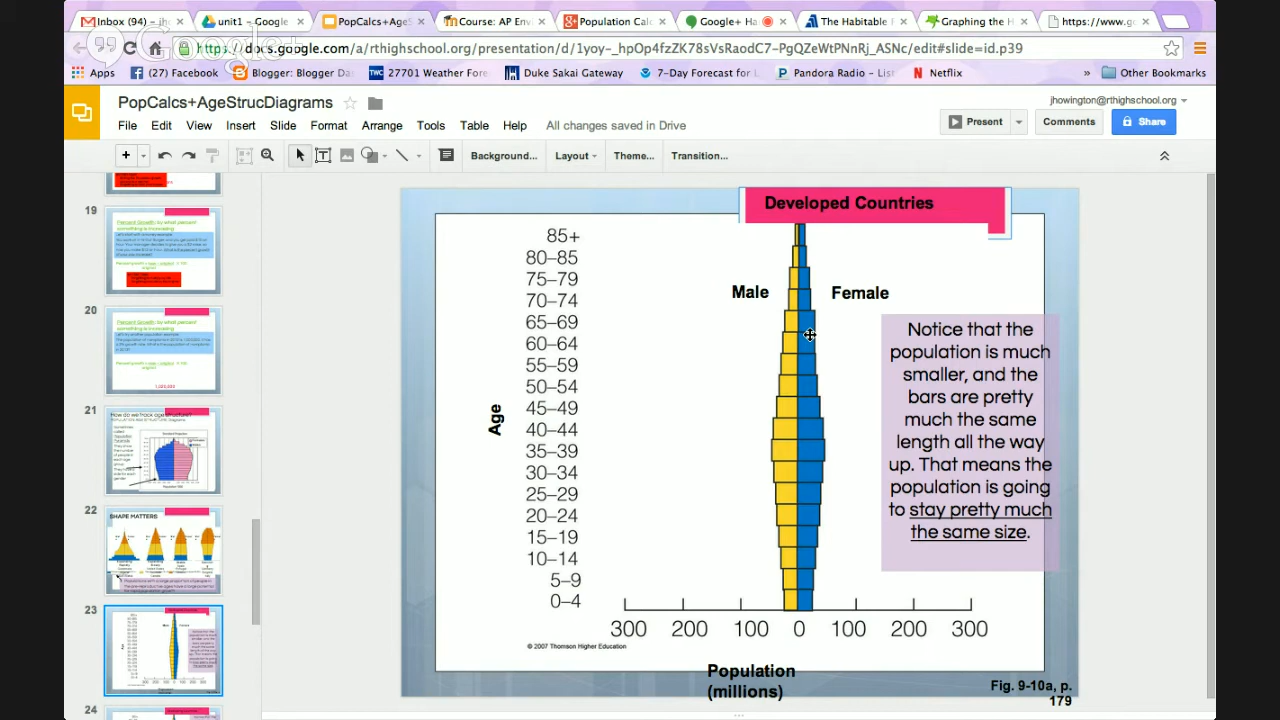 Inbox (94) – jh
unit1 – Google
PopCalcs+AgeS
Course: AP Env
Population
Google+ Ha
The Habitable
Graphing the H
https://www.go
Google+
https://docs.google.com/a/rthighschool.org/presentation/d/1yoy-_hpOp4fzZK78sVsRaodC7-PgQZeWtPNnRj_ASNc/edit#slide=id.p39
Apps
(27) Facebook
Blogger: Blogger Da
27701 Weather Fore
Duke Sakai Gateway
7-Day Forecast for L
Pandora Radio – List
Netflix
»
Other Bookmarks
PopCalcs+AgeStrucDiagrams
jhowington@rthighschool.org
File Edit View Insert Slide Format Arrange Tools Table Help All changes saved in Drive
Present
Comments
Share
Background...
Layout
Theme...
Transition...
19
20
21
22
SHAPE MATTERS
23
24
Developed Countries
85+
80–85
75–79
70–74
65–69
60–64
55–59
50–54
45–49
40–44
35–39
30–34
25–29
20–24
15–19
10–14
5–9
0–4
Age
Male
Female
Notice that the
population is much
smaller, and the
bars are pretty
much the same
length all the way
up. That means the
population is going
to stay pretty much
the same size.
300 200 100 0 100 200 300
© 2007 Thomson Higher Education
Population
(millions)
Fig. 9-10a, p.
179